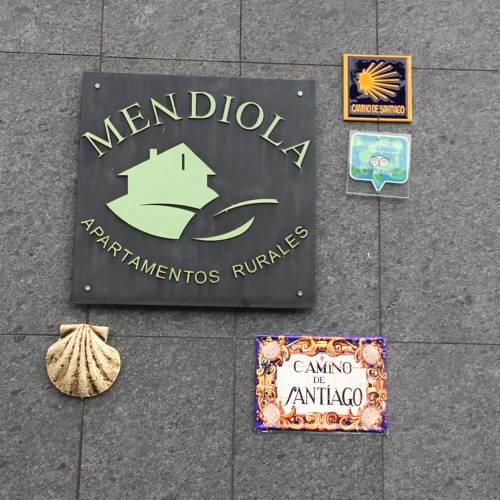 MENDIOLA
APARTAMENTOS RURALES
CAMINO DE SANTIAGO
CAMINO
DE
SANTIAGO